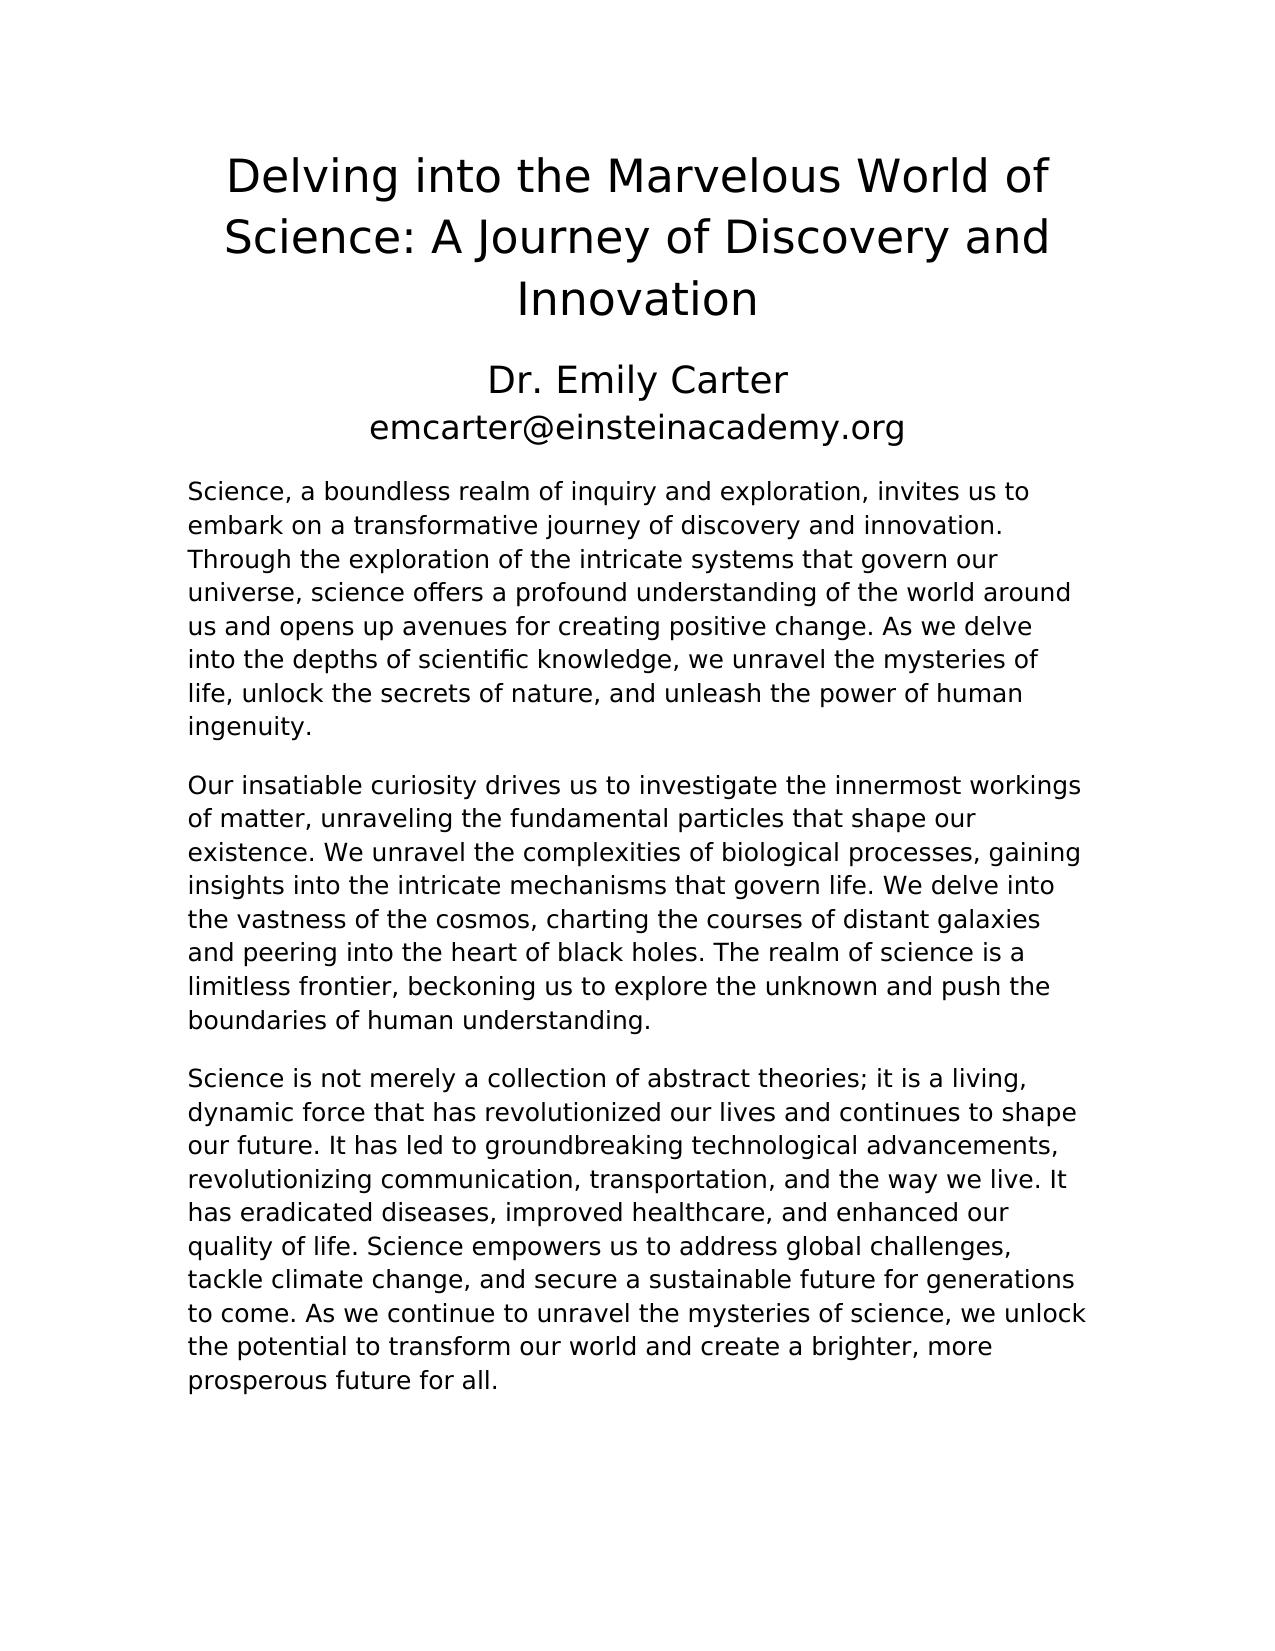 Delving into the Marvelous World of
Science: A Journey of Discovery and
Innovation
Dr. Emily Carter
emcarter@einsteinacademy.org
Science, a boundless realm of inquiry and exploration, invites us to
embark on a transformative journey of discovery and innovation.
Through the exploration of the intricate systems that govern our
universe, science offers a profound understanding of the world around
us and opens up avenues for creating positive change. As we delve
into the depths of scientific knowledge, we unravel the mysteries of
life, unlock the secrets of nature, and unleash the power of human
ingenuity.
Our insatiable curiosity drives us to investigate the innermost workings
of matter, unraveling the fundamental particles that shape our
existence. We unravel the complexities of biological processes, gaining
insights into the intricate mechanisms that govern life. We delve into
the vastness of the cosmos, charting the courses of distant galaxies
and peering into the heart of black holes. The realm of science is a
limitless frontier, beckoning us to explore the unknown and push the
boundaries of human understanding.
Science is not merely a collection of abstract theories; it is a living,
dynamic force that has revolutionized our lives and continues to shape
our future. It has led to groundbreaking technological advancements,
revolutionizing communication, transportation, and the way we live. It
has eradicated diseases, improved healthcare, and enhanced our
quality of life. Science empowers us to address global challenges,
tackle climate change, and secure a sustainable future for generations
to come. As we continue to unravel the mysteries of science, we unlock
the potential to transform our world and create a brighter, more
prosperous future for all.